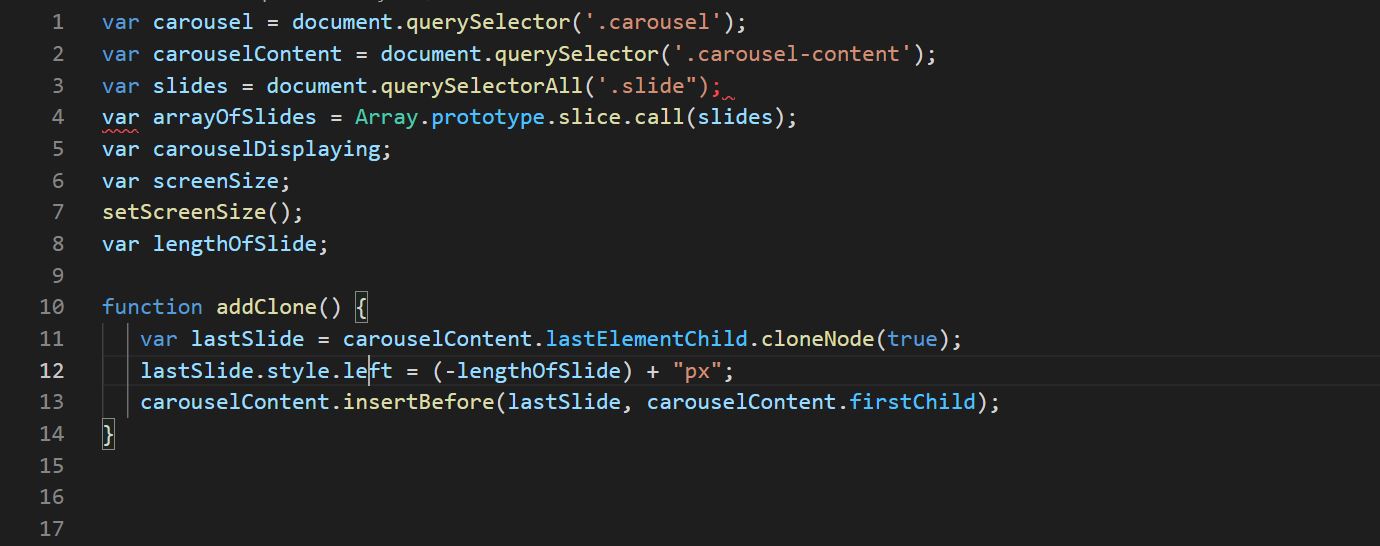 1 var carousel = document.querySelector('.carousel');
2 var carouselContent = document.querySelector('.carousel-content');
3 var slides = document.querySelectorAll('.slide");
4 var arrayOfSlides = Array.prototype.slice.call(slides);
5 var carouselDisplaying;
6 var screenSize;
7 setScreenSize();
8 var lengthOfSlide;
9
10 function addClone() {
11 var lastSlide = carouselContent.lastElementChild.cloneNode(true);
12 lastSlide.style.left = (-lengthOfSlide) + "px";
13 carouselContent.insertBefore(lastSlide, carouselContent.firstChild);
14 }
15
16
17